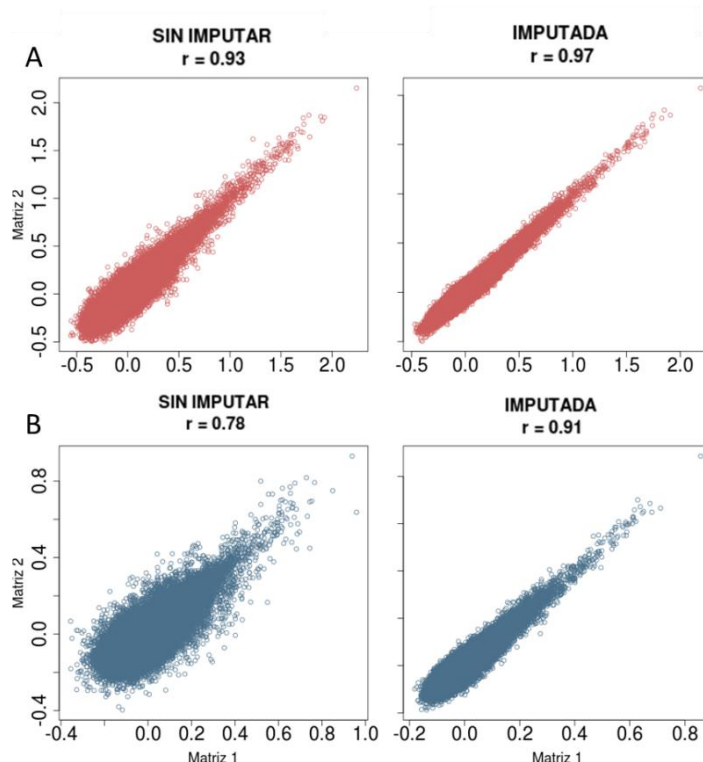 A
SIN IMPUTAR
r = 0.93
IMPUTADA
r = 0.97
Matriz 2
2.0
1.5
1.0
0.5
0.0
-0.5
-0.5 0.0 0.5 1.0 1.5 2.0
-0.5 0.0 0.5 1.0 1.5 2.0
B
SIN IMPUTAR
r = 0.78
IMPUTADA
r = 0.91
Matriz 2
0.8
0.4
0.0
-0.4
-0.4 0.0 0.2 0.4 0.6 0.8 1.0
-0.2 0.0 0.2 0.4 0.6 0.8
Matriz 1
Matriz 1